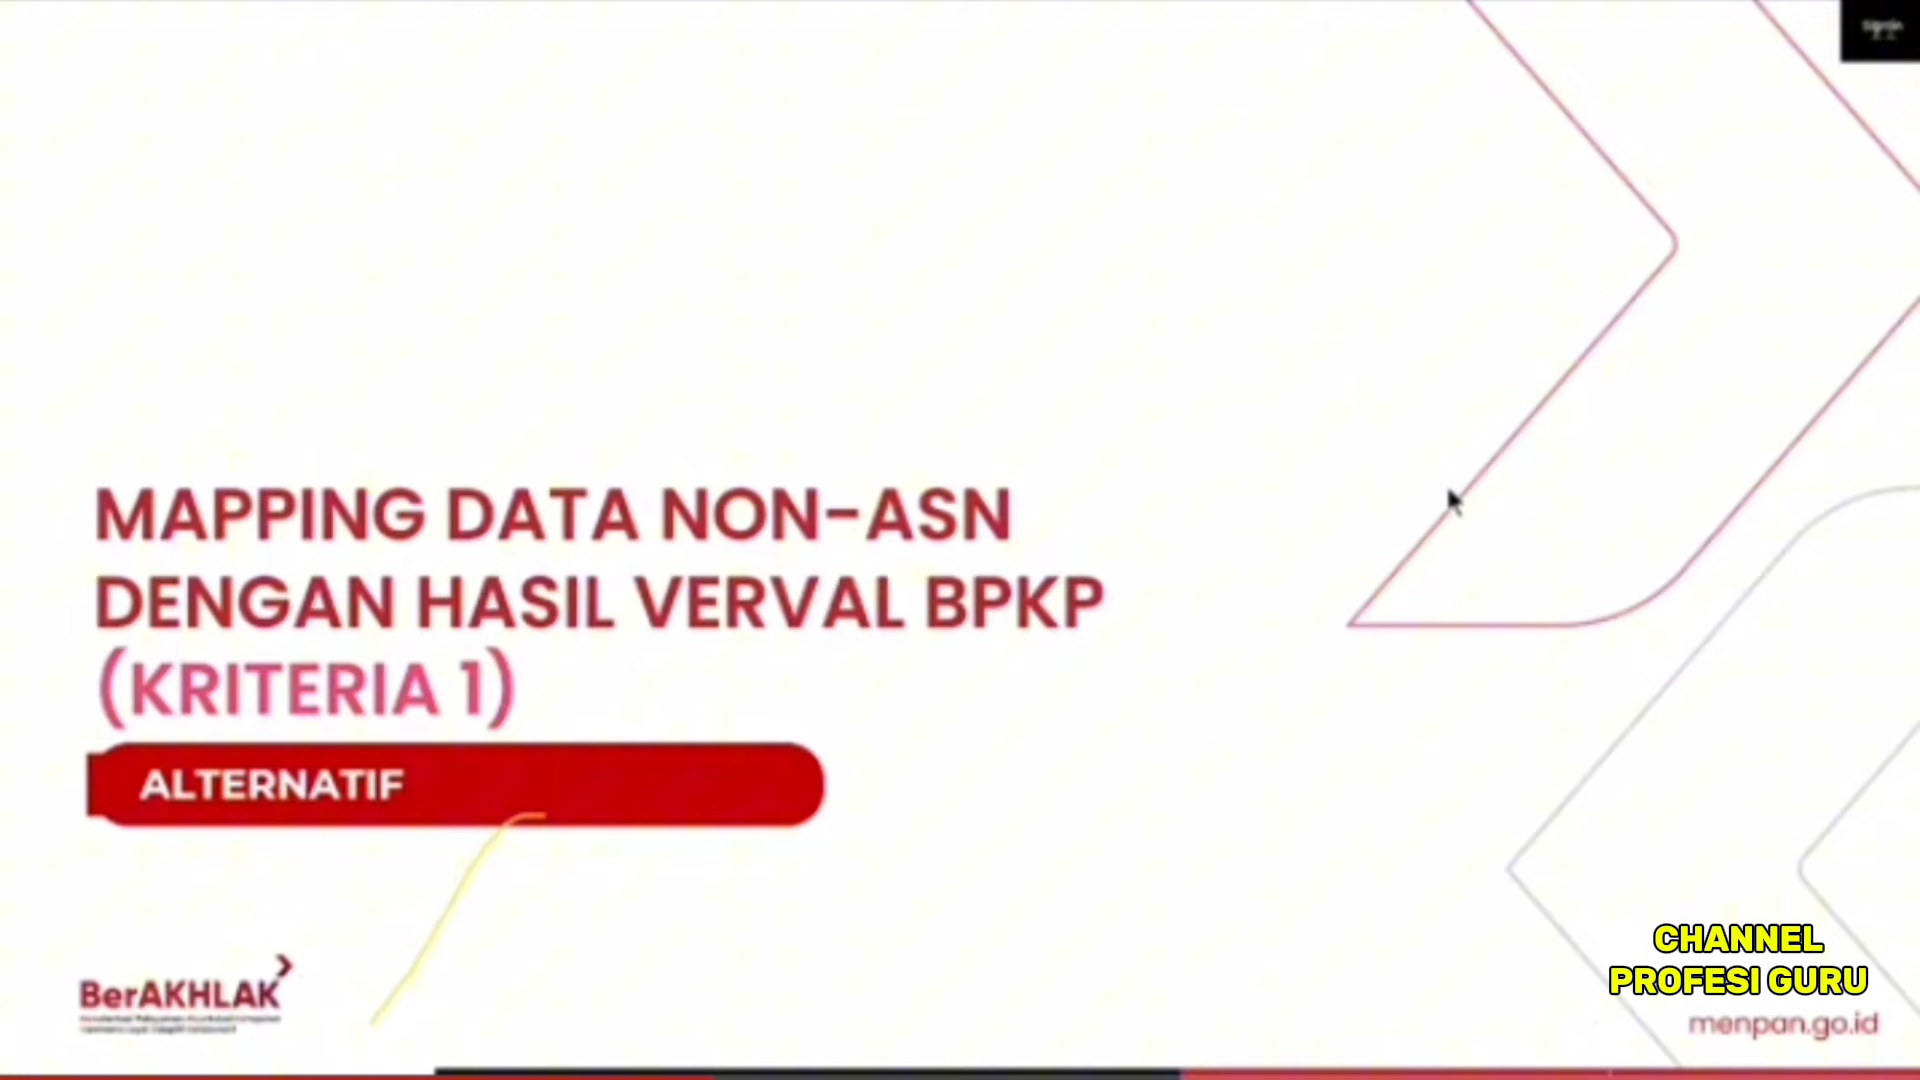 MAPPING DATA NON-ASN
DENGAN HASIL VERVAL BPKP
(KRITERIA 1)
ALTERNATIF
BerAKHLAK
CHANNEL
PROFESI GURU
menpan.go.id